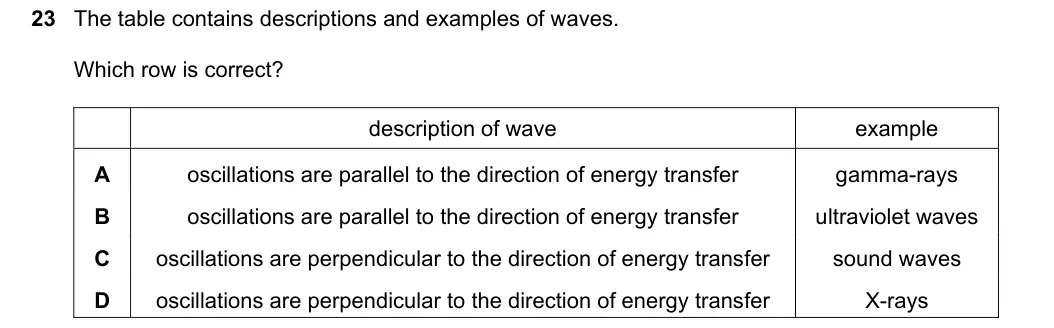 23 The table contains descriptions and examples of waves.
Which row is correct?
description of wave example
A oscillations are parallel to the direction of energy transfer gamma-rays
B oscillations are parallel to the direction of energy transfer ultraviolet waves
C oscillations are perpendicular to the direction of energy transfer sound waves
D oscillations are perpendicular to the direction of energy transfer X-rays